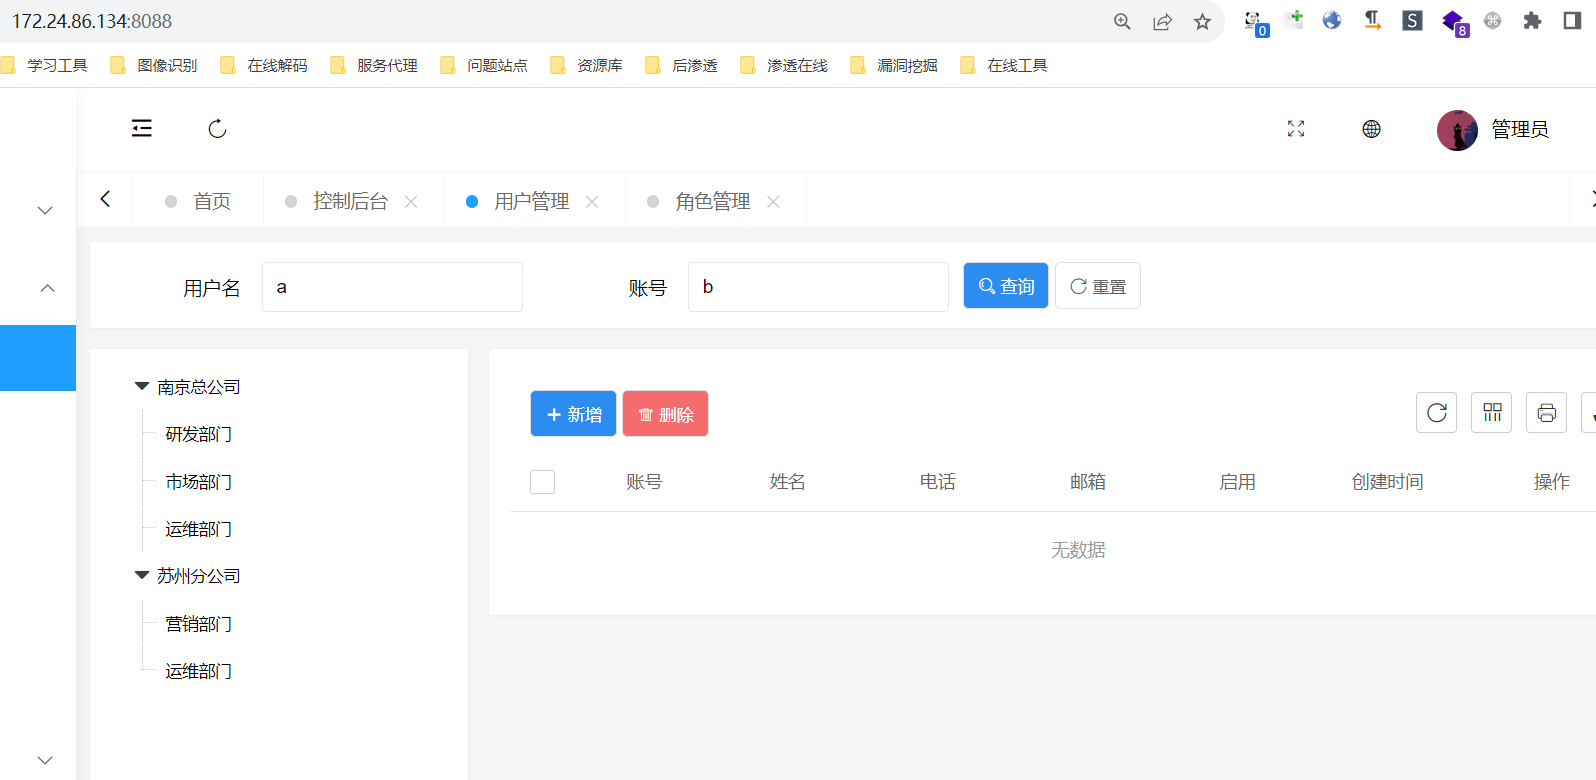 172.24.86.134:8088
0
S
8
学习工具 图像识别 在线解码 服务代理 问题站点 资源库 后渗透 渗透在线 漏洞挖掘 在线工具
管理员
首页 控制后台 用户管理 角色管理
用户名 a 账号 b 查询 重置
南京总公司
研发部门
市场部门
运维部门
苏州分公司
营销部门
运维部门
新增 删除
账号 姓名 电话 邮箱 启用 创建时间 操作
无数据